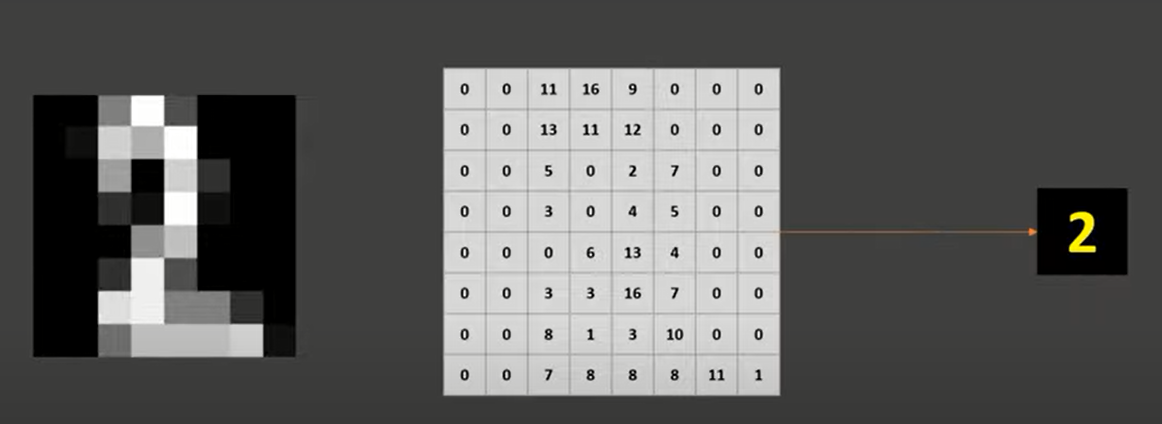 0 0 11 16 9 0 0 0
0 0 13 11 12 0 0 0
0 0 5 0 2 7 0 0
0 0 3 0 4 5 0 0
0 0 0 6 13 4 0 0
0 0 3 3 16 7 0 0
0 0 8 1 3 10 0 0
0 0 7 8 8 8 11 1
2